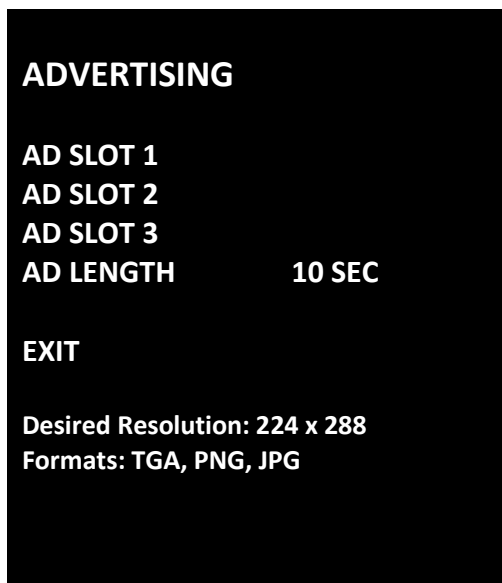 ADVERTISING
AD SLOT 1
AD SLOT 2
AD SLOT 3
AD LENGTH 10 SEC
EXIT
Desired Resolution: 224 x 288
Formats: TGA, PNG, JPG